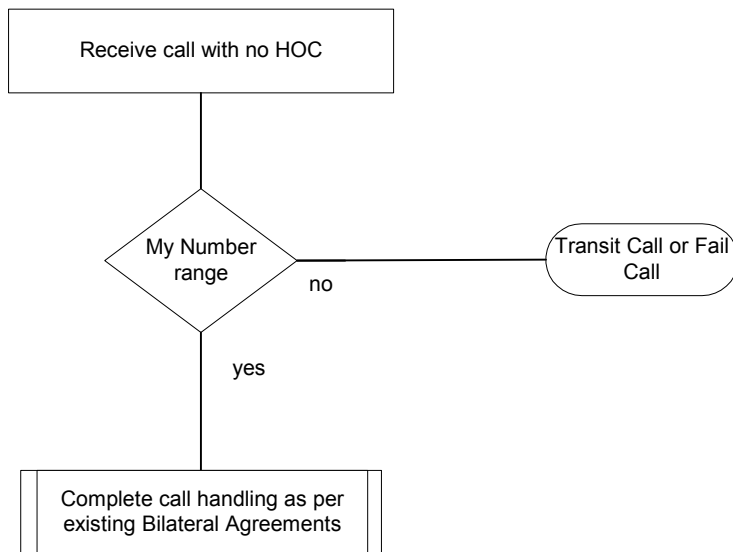 Receive call with no HOC
My Number
range
no
Transit Call or Fail
Call
yes
Complete call handling as per
existing Bilateral Agreements